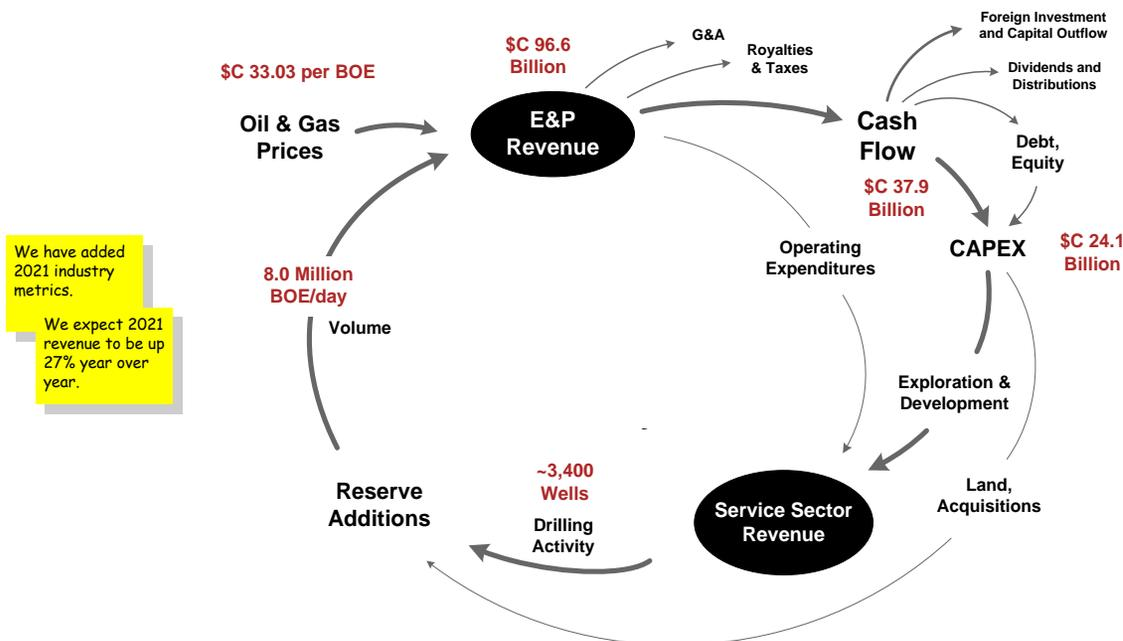 Foreign Investment
and Capital Outflow
G&A
$C 96.6
Billion
Royalties
& Taxes
$C 33.03 per BOE
Dividends and
Distributions
Oil & Gas
Prices
E&P
Revenue
Cash
Flow
Debt,
Equity
$C 37.9
Billion
We have added
2021 industry
metrics.
We expect 2021
revenue to be up
27% year over
year.
8.0 Million
BOE/day
Volume
Operating
Expenditures
CAPEX
$C 24.1
Billion
Exploration &
Development
-
~3,400
Wells
Reserve
Additions
Drilling
Activity
Service Sector
Revenue
Land,
Acquisitions